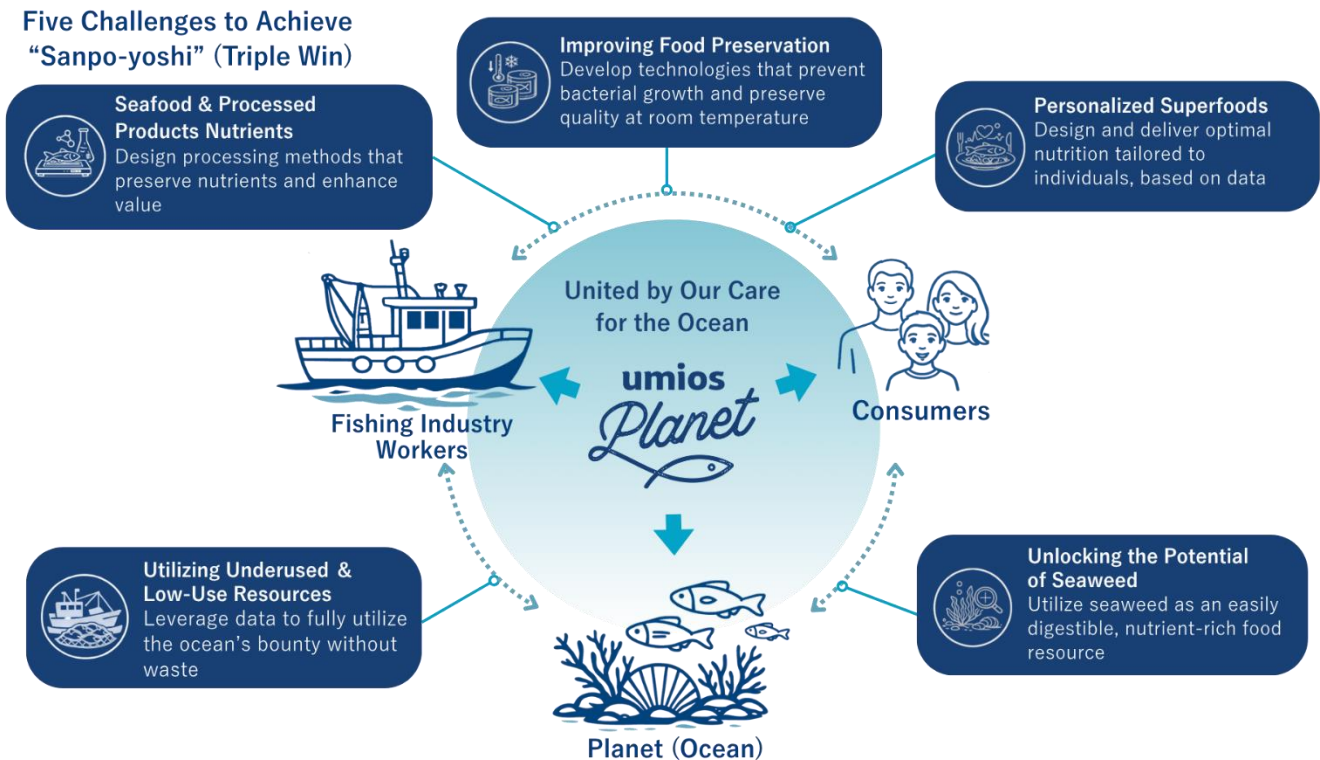 Five Challenges to Achieve
“Sanpo-yoshi” (Triple Win)
Seafood & Processed
Products Nutrients
Design processing methods that
preserve nutrients and enhance
value
Improving Food Preservation
Develop technologies that prevent
bacterial growth and preserve
quality at room temperature
Personalized Superfoods
Design and deliver optimal
nutrition tailored to
individuals, based on data
United by Our Care
for the Ocean
umios
Planet
Fishing Industry
Workers
Consumers
Utilizing Underused &
Low-Use Resources
Leverage data to fully utilize
the ocean’s bounty without
waste
Unlocking the Potential
of Seaweed
Utilize seaweed as an easily
digestible, nutrient-rich food
resource
Planet (Ocean)